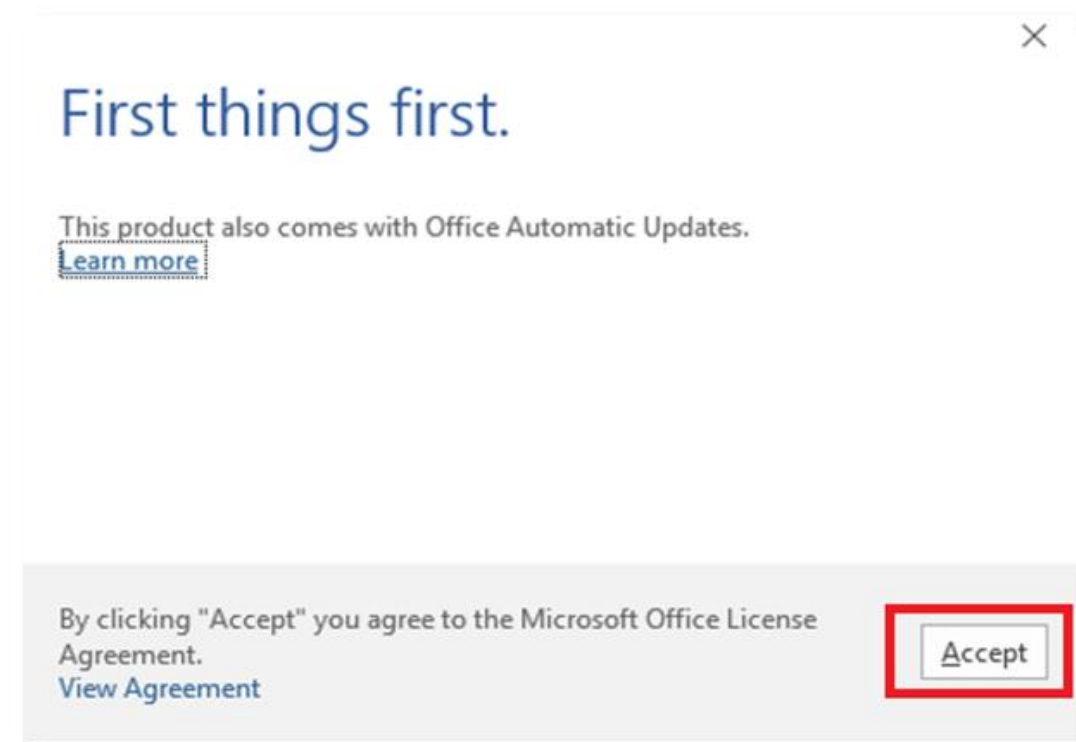 First things first.
This product also comes with Office Automatic Updates.
Learn more
By clicking "Accept" you agree to the Microsoft Office License
Agreement.
View Agreement
Accept